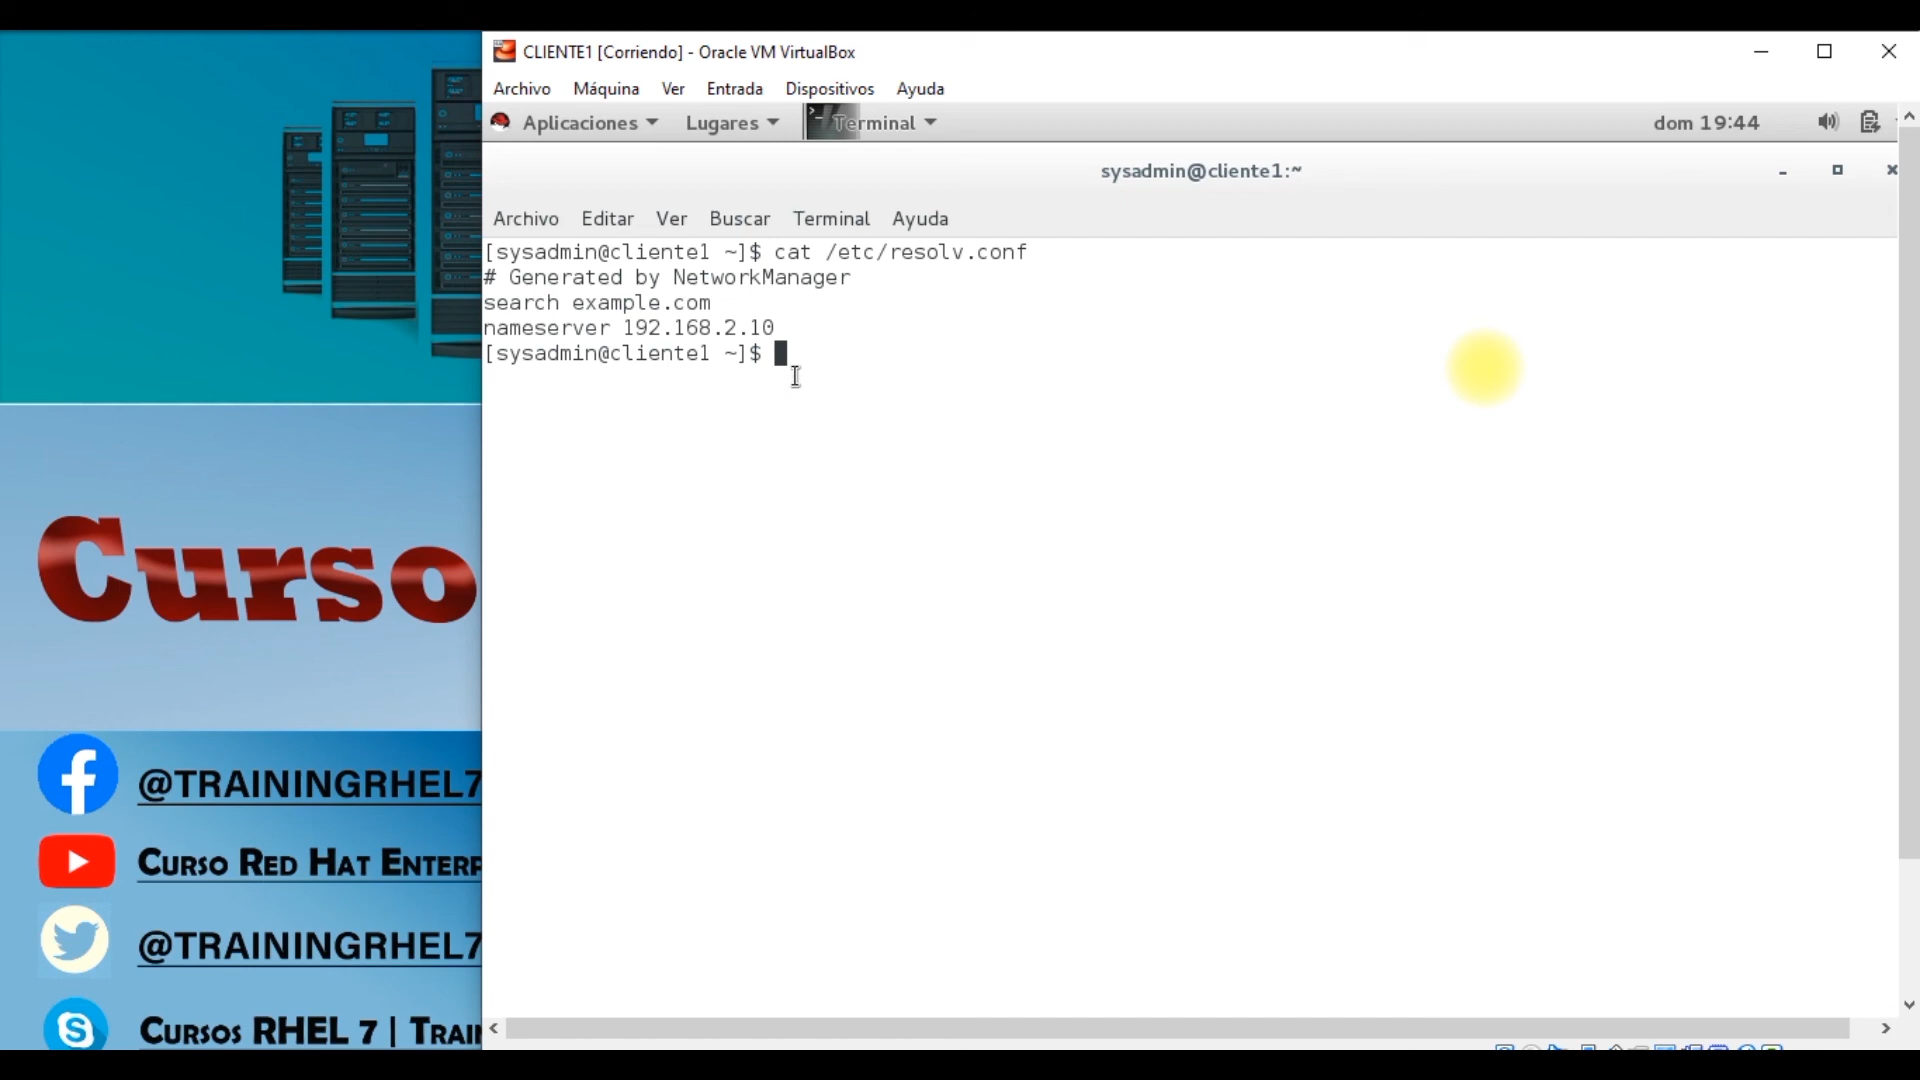 CLIENTE1 [Corriendo] - Oracle VM VirtualBox
Archivo Máquina Ver Entrada Dispositivos Ayuda
Aplicaciones Lugares Terminal dom 19:44
sysadmin@cliente1:~
Archivo Editar Ver Buscar Terminal Ayuda
[sysadmin@cliente1 ~]$ cat /etc/resolv.conf
# Generated by NetworkManager
search example.com
nameserver 192.168.2.10
[sysadmin@cliente1 ~]$
Curso
@TRAININGRHEL7
CURSO RED HAT ENTERP
@TRAININGRHEL7
CURSOS RHEL 7 | TRAI